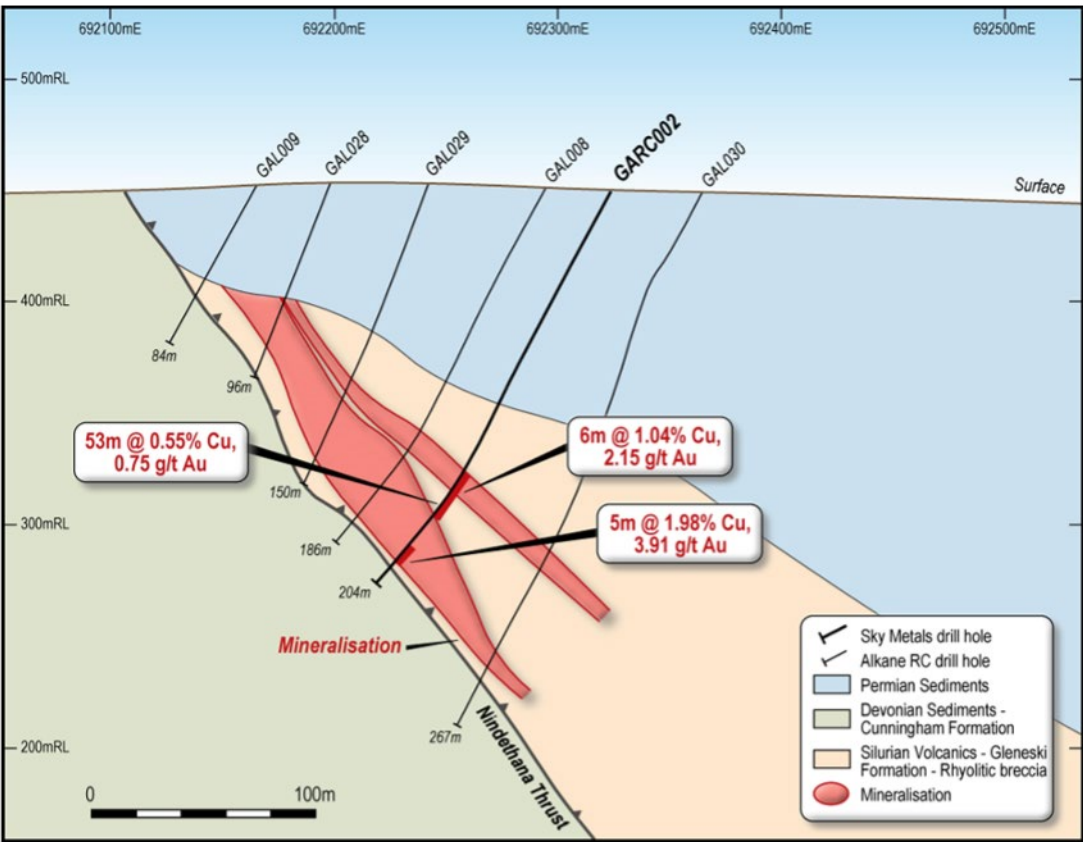 692100mE
692200mE
692300mE
692400mE
692500mE
500mRL
GAL009
GAL028
GAL029
GAL008
GARC002
GAL030
Surface
400mRL
84m
96m
53m @ 0.55% Cu,
0.75 g/t Au
6m @ 1.04% Cu,
2.15 g/t Au
150m
300mRL
5m @ 1.98% Cu,
3.91 g/t Au
186m
204m
Mineralisation
267m
Nindethana Thrust
200mRL
0
100m
Sky Metals drill hole
Alkane RC drill hole
Permian Sediments
Devonian Sediments -
Cunningham Formation
Silurian Volcanics - Gleneski
Formation - Rhyolitic breccia
Mineralisation